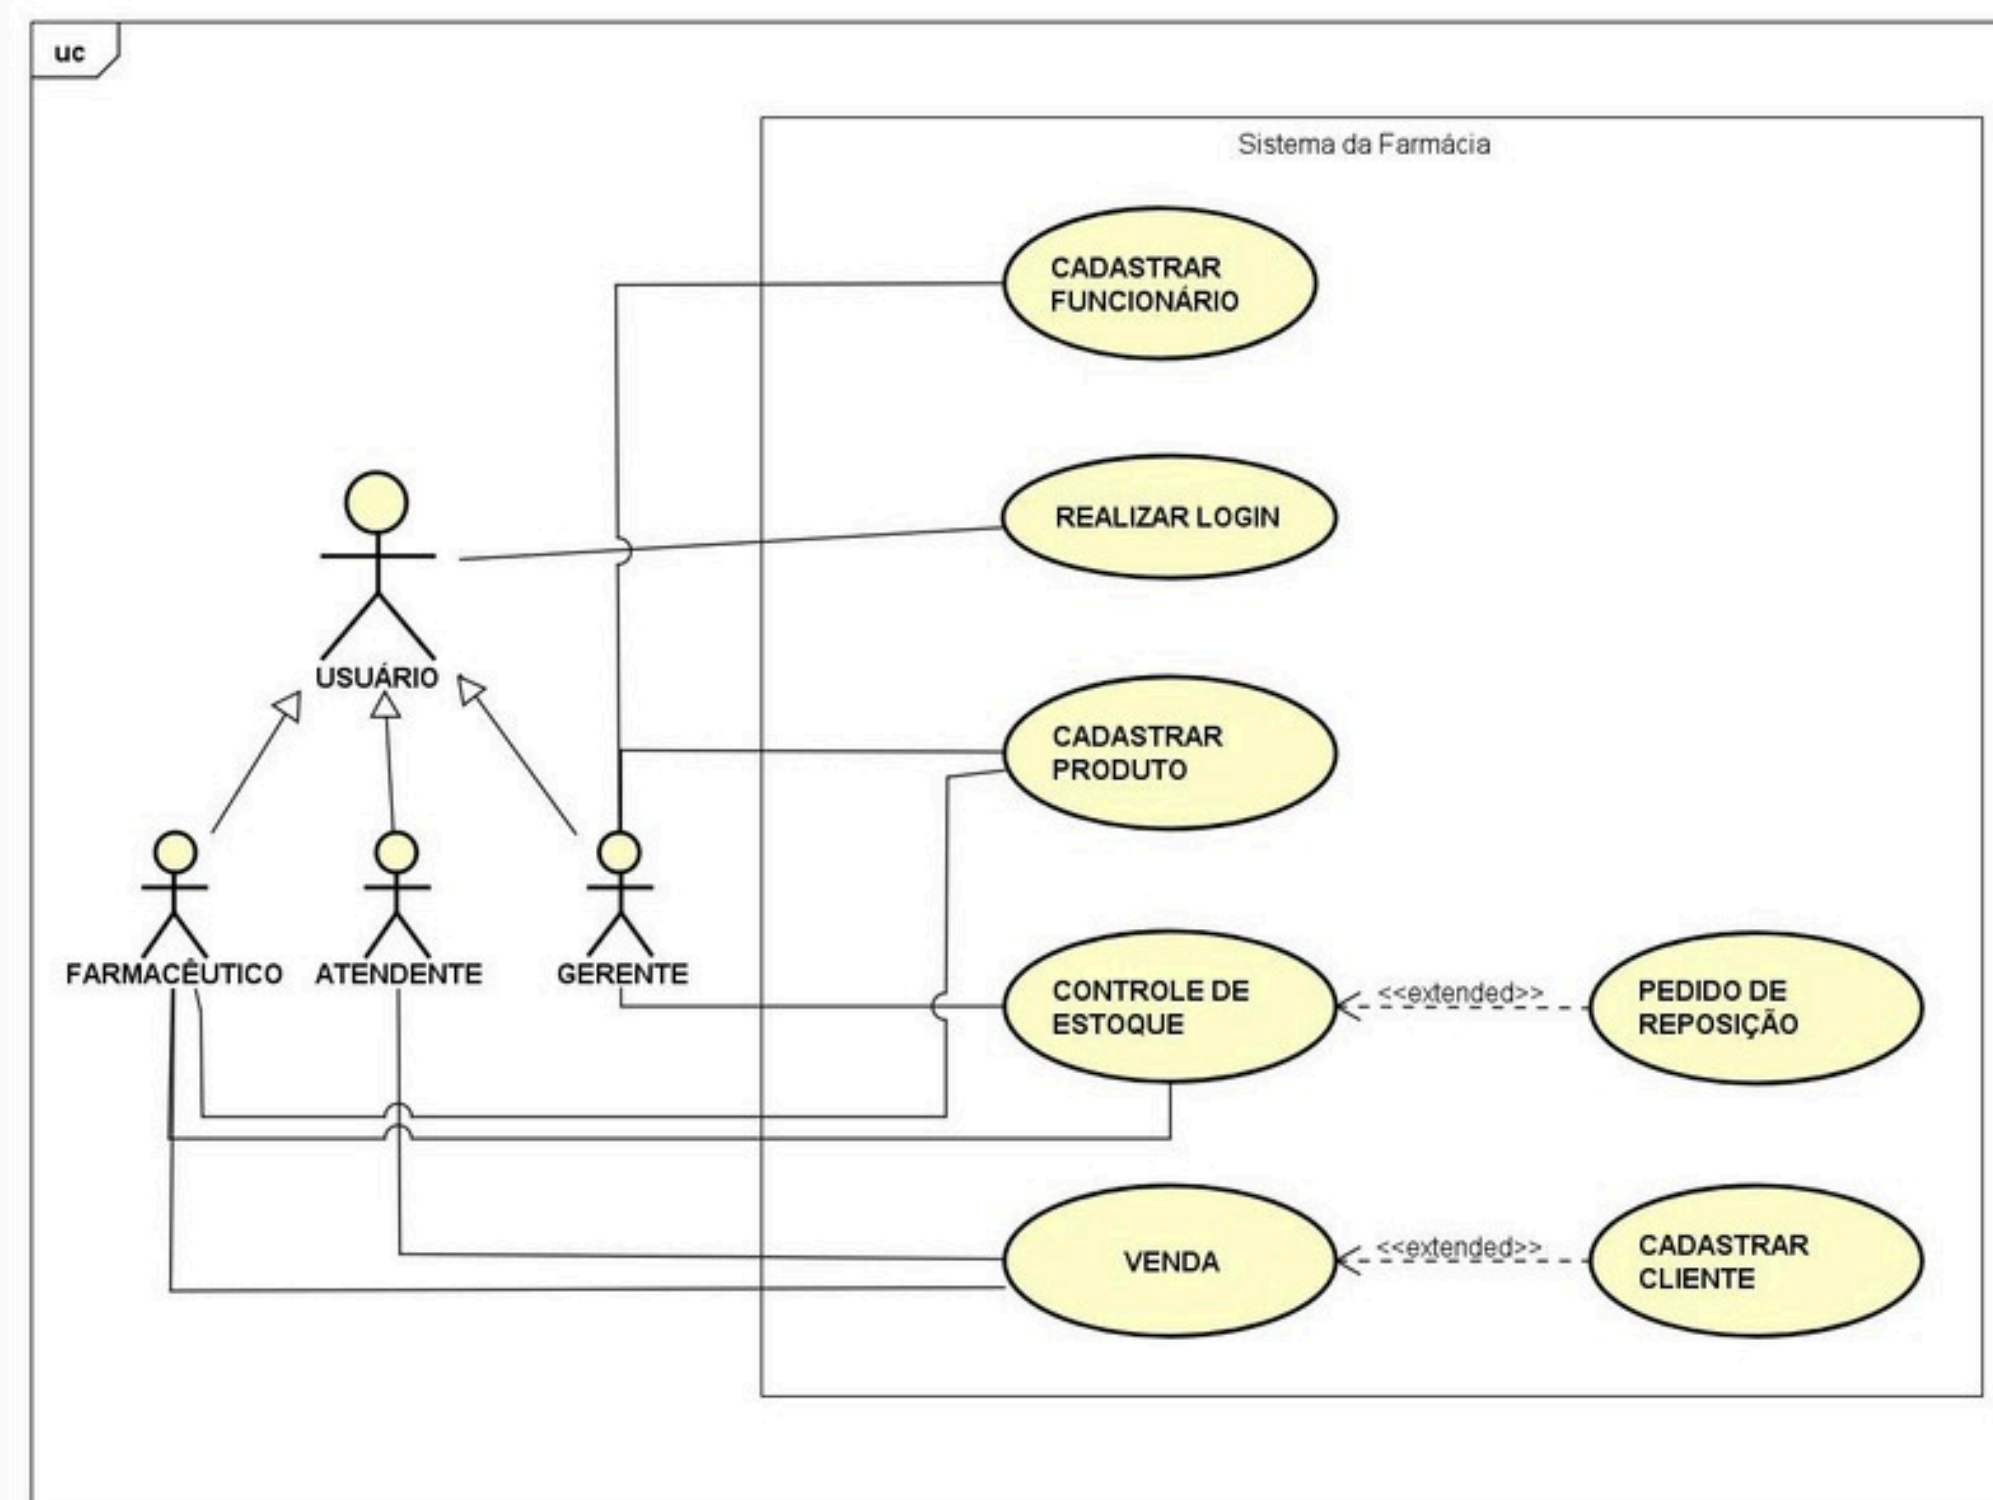 uc
Sistema da Farmácia
CADASTRAR
FUNCIONÁRIO
REALIZAR LOGIN
USUÁRIO
CADASTRAR
PRODUTO
FARMACÊUTICO
ATENDENTE
GERENTE
CONTROLE DE
ESTOQUE
<<extended>>
PEDIDO DE
REPOSIÇÃO
VENDA
<<extended>>
CADASTRAR
CLIENTE